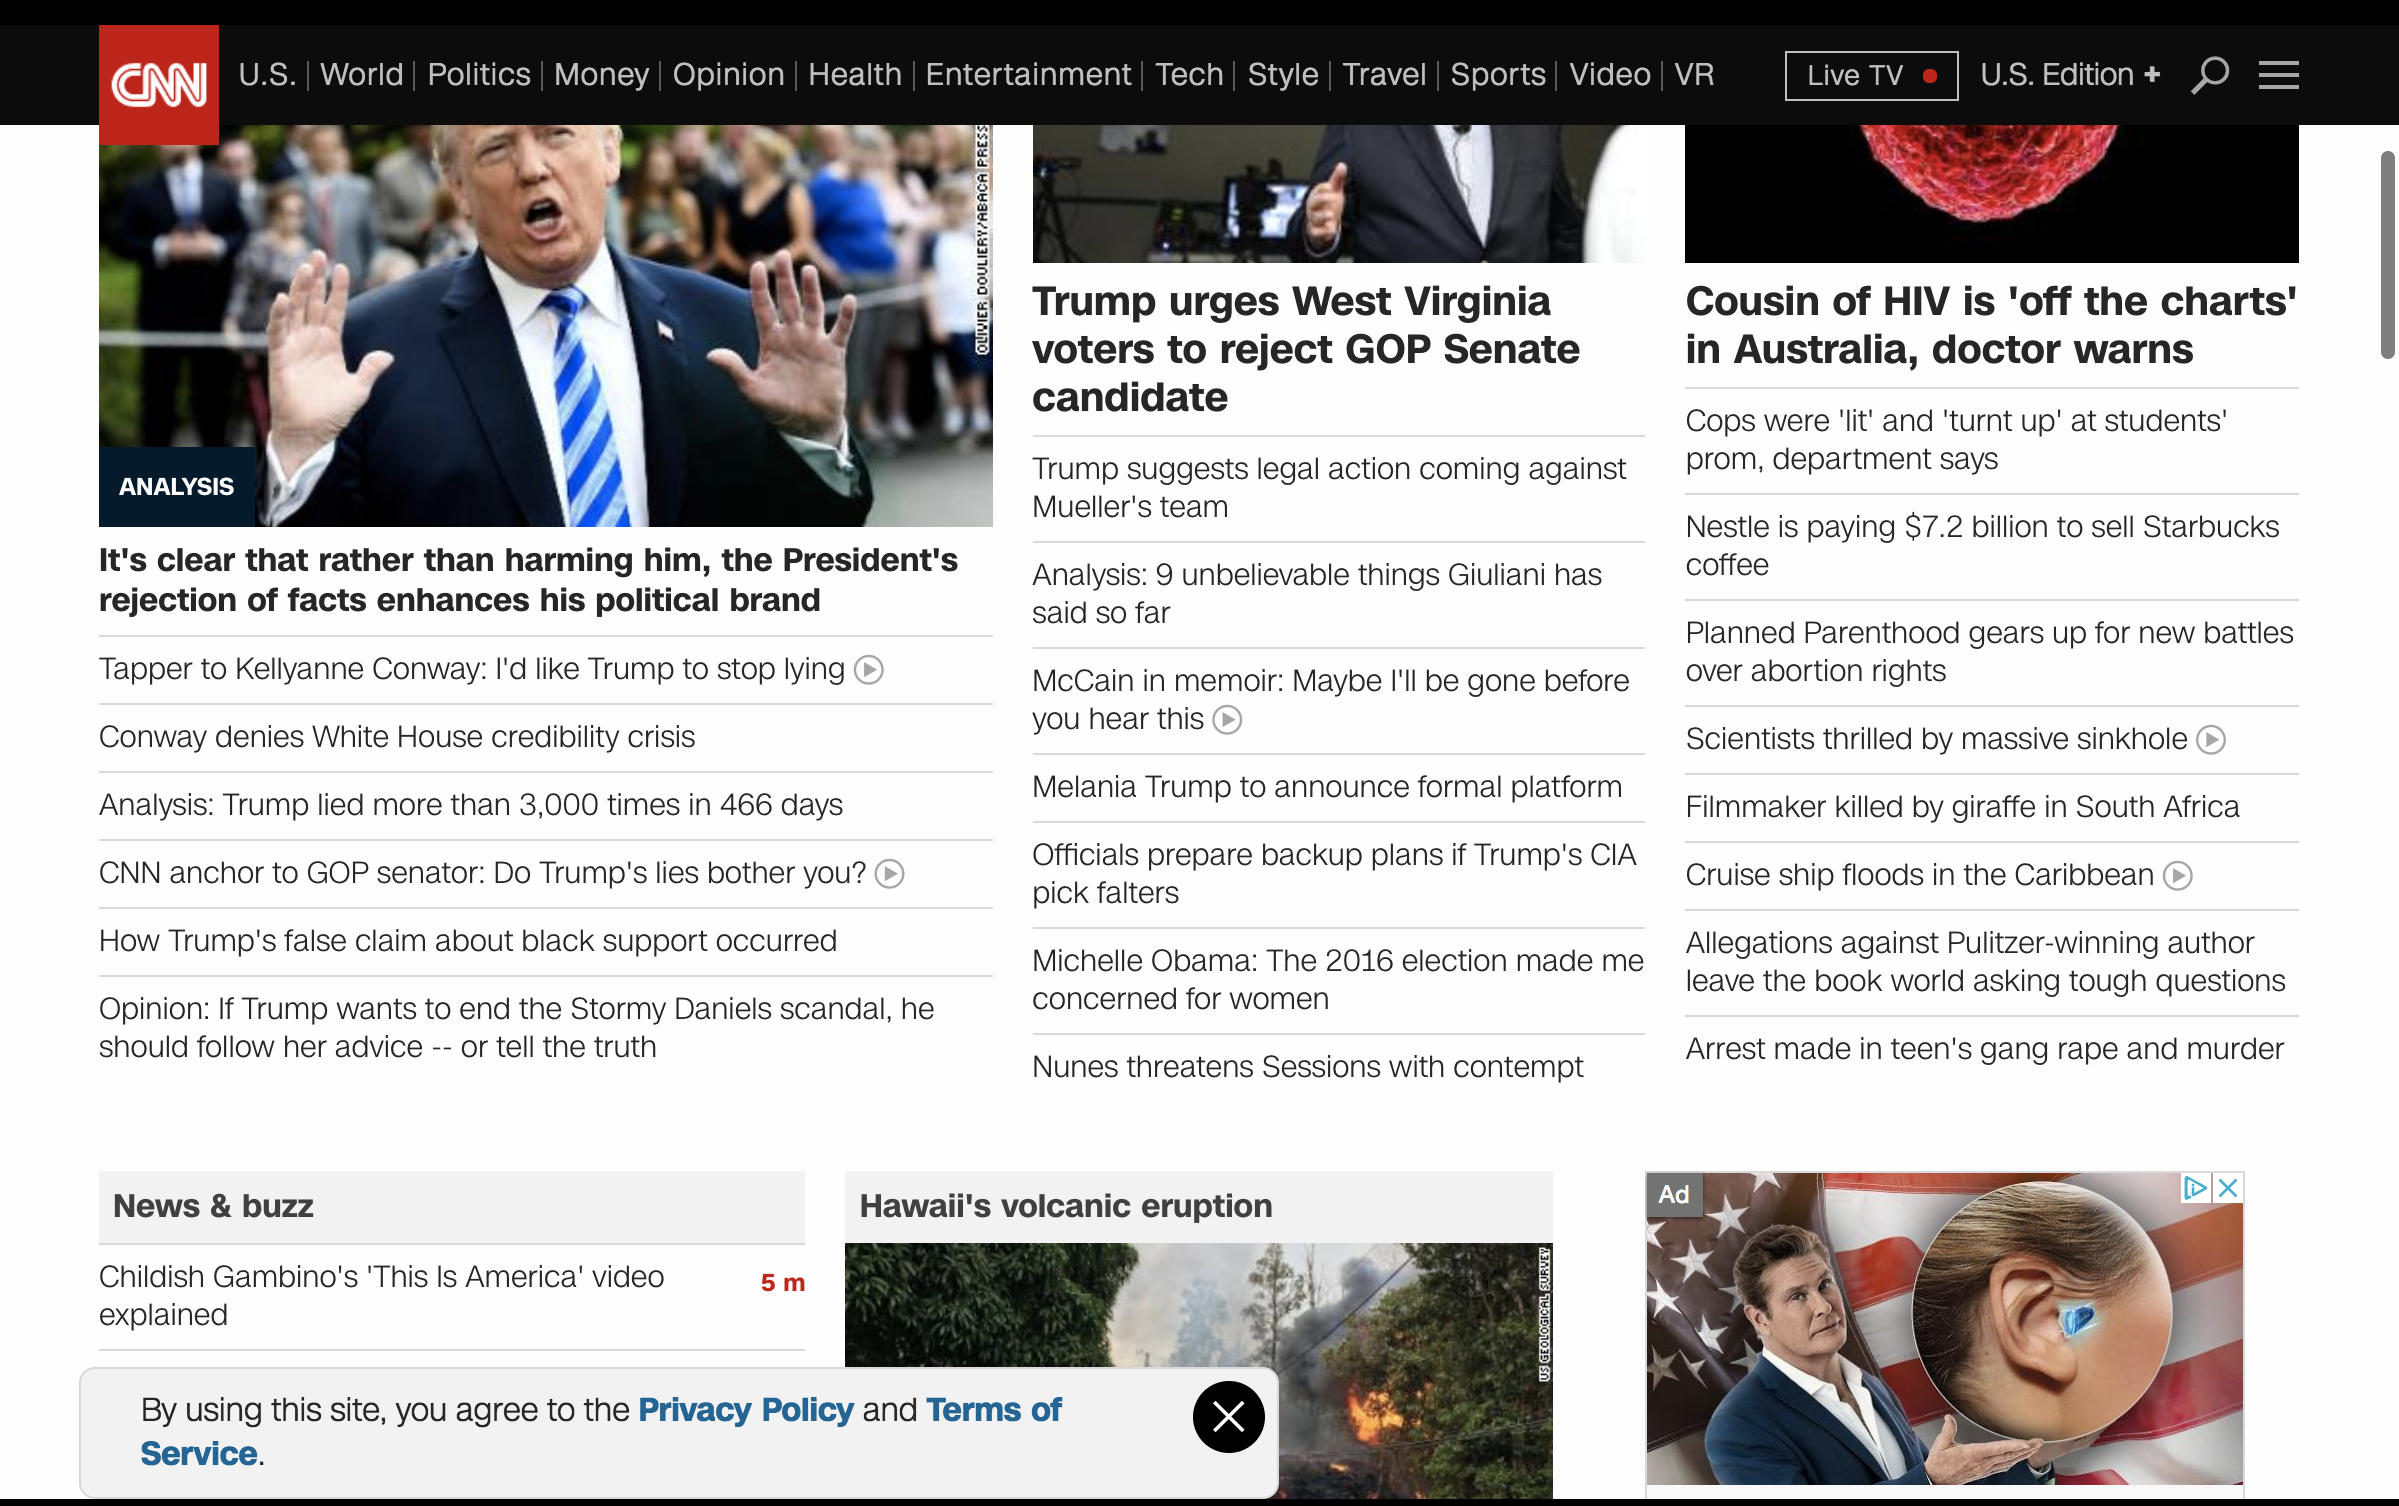 CNN
U.S.
World
Politics
Money
Opinion
Health
Entertainment
Tech
Style
Travel
Sports
Video
VR
Live TV
U.S. Edition +
OLIVIER DOULIERY/ABACA PRESS
ANALYSIS
It's clear that rather than harming him, the President's
rejection of facts enhances his political brand
Tapper to Kellyanne Conway: I'd like Trump to stop lying
Conway denies White House credibility crisis
Analysis: Trump lied more than 3,000 times in 466 days
CNN anchor to GOP senator: Do Trump's lies bother you?
How Trump's false claim about black support occurred
Opinion: If Trump wants to end the Stormy Daniels scandal, he
should follow her advice -- or tell the truth
Trump urges West Virginia
voters to reject GOP Senate
candidate
Trump suggests legal action coming against
Mueller's team
Analysis: 9 unbelievable things Giuliani has
said so far
McCain in memoir: Maybe I'll be gone before
you hear this
Melania Trump to announce formal platform
Officials prepare backup plans if Trump's CIA
pick falters
Michelle Obama: The 2016 election made me
concerned for women
Nunes threatens Sessions with contempt
Cousin of HIV is 'off the charts'
in Australia, doctor warns
Cops were 'lit' and 'turnt up' at students'
prom, department says
Nestle is paying $7.2 billion to sell Starbucks
coffee
Planned Parenthood gears up for new battles
over abortion rights
Scientists thrilled by massive sinkhole
Filmmaker killed by giraffe in South Africa
Cruise ship floods in the Caribbean
Allegations against Pulitzer-winning author
leave the book world asking tough questions
Arrest made in teen's gang rape and murder
News & buzz
Childish Gambino's 'This Is America' video
explained
5 m
Hawaii's volcanic eruption
US GEOLOGICAL SURVEY
Ad
By using this site, you agree to the Privacy Policy and Terms of
Service.